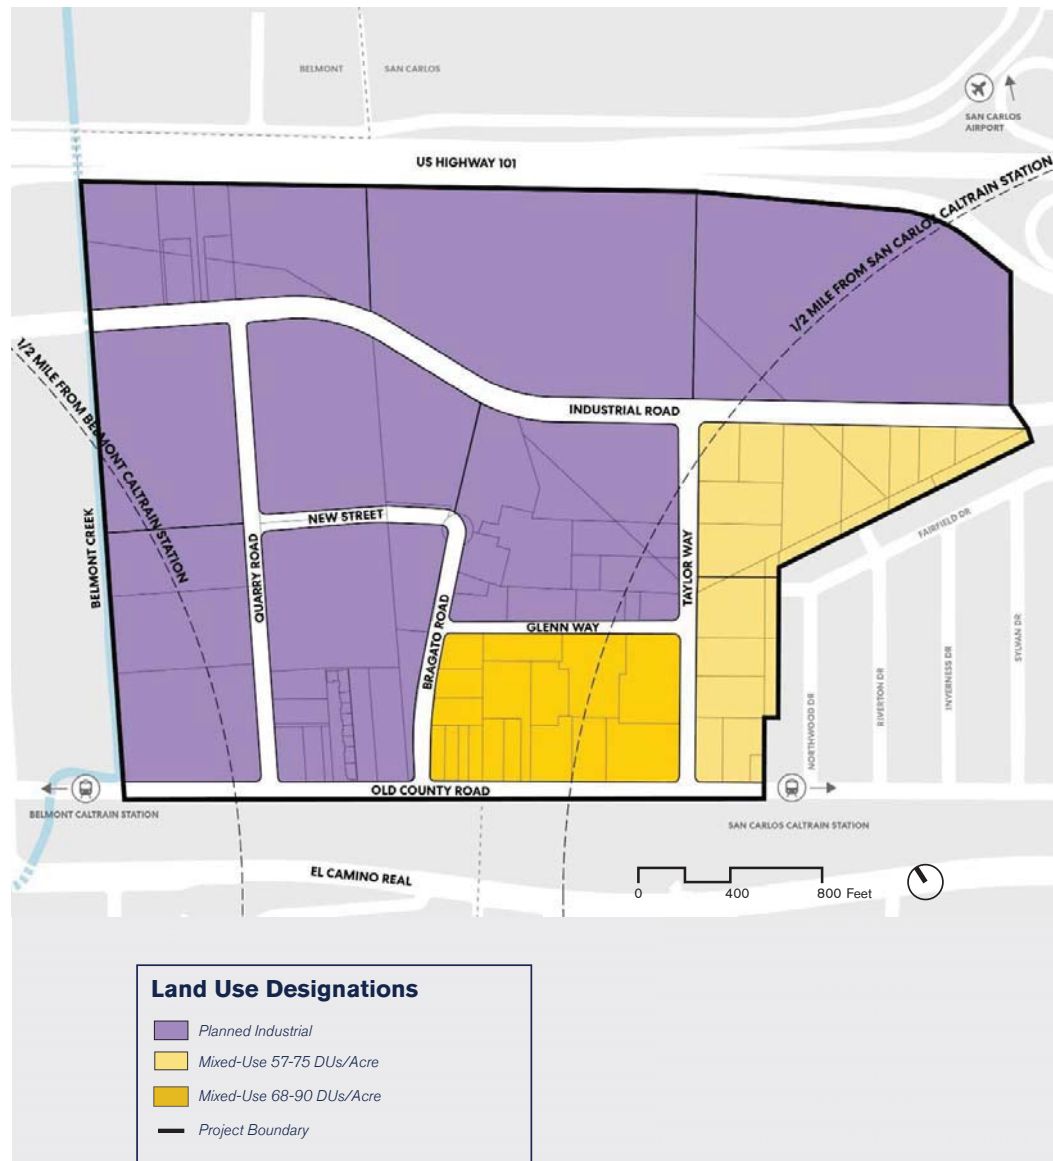 BELMONT
SAN CARLOS
SAN CARLOS
AIRPORT
US HIGHWAY 101
1/2 MILE FROM SAN CARLOS CALTRAIN STATION
1/2 MILE FROM BELMONT CALTRAIN STATION
INDUSTRIAL ROAD
NEW STREET
BELMONT CREEK
QUARRY ROAD
BRAGATO ROAD
GLENN WAY
TAYLOR WAY
FAIRFIELD DR
NORTHWOOD DR
RIVERTON DR
INVERNESS DR
SYLVAN DR
OLD COUNTY ROAD
BELMONT CALTRAIN STATION
SAN CARLOS CALTRAIN STATION
EL CAMINO REAL
0 400 800 Feet
Land Use Designations
Planned Industrial
Mixed-Use 57-75 DUs/Acre
Mixed-Use 68-90 DUs/Acre
Project Boundary